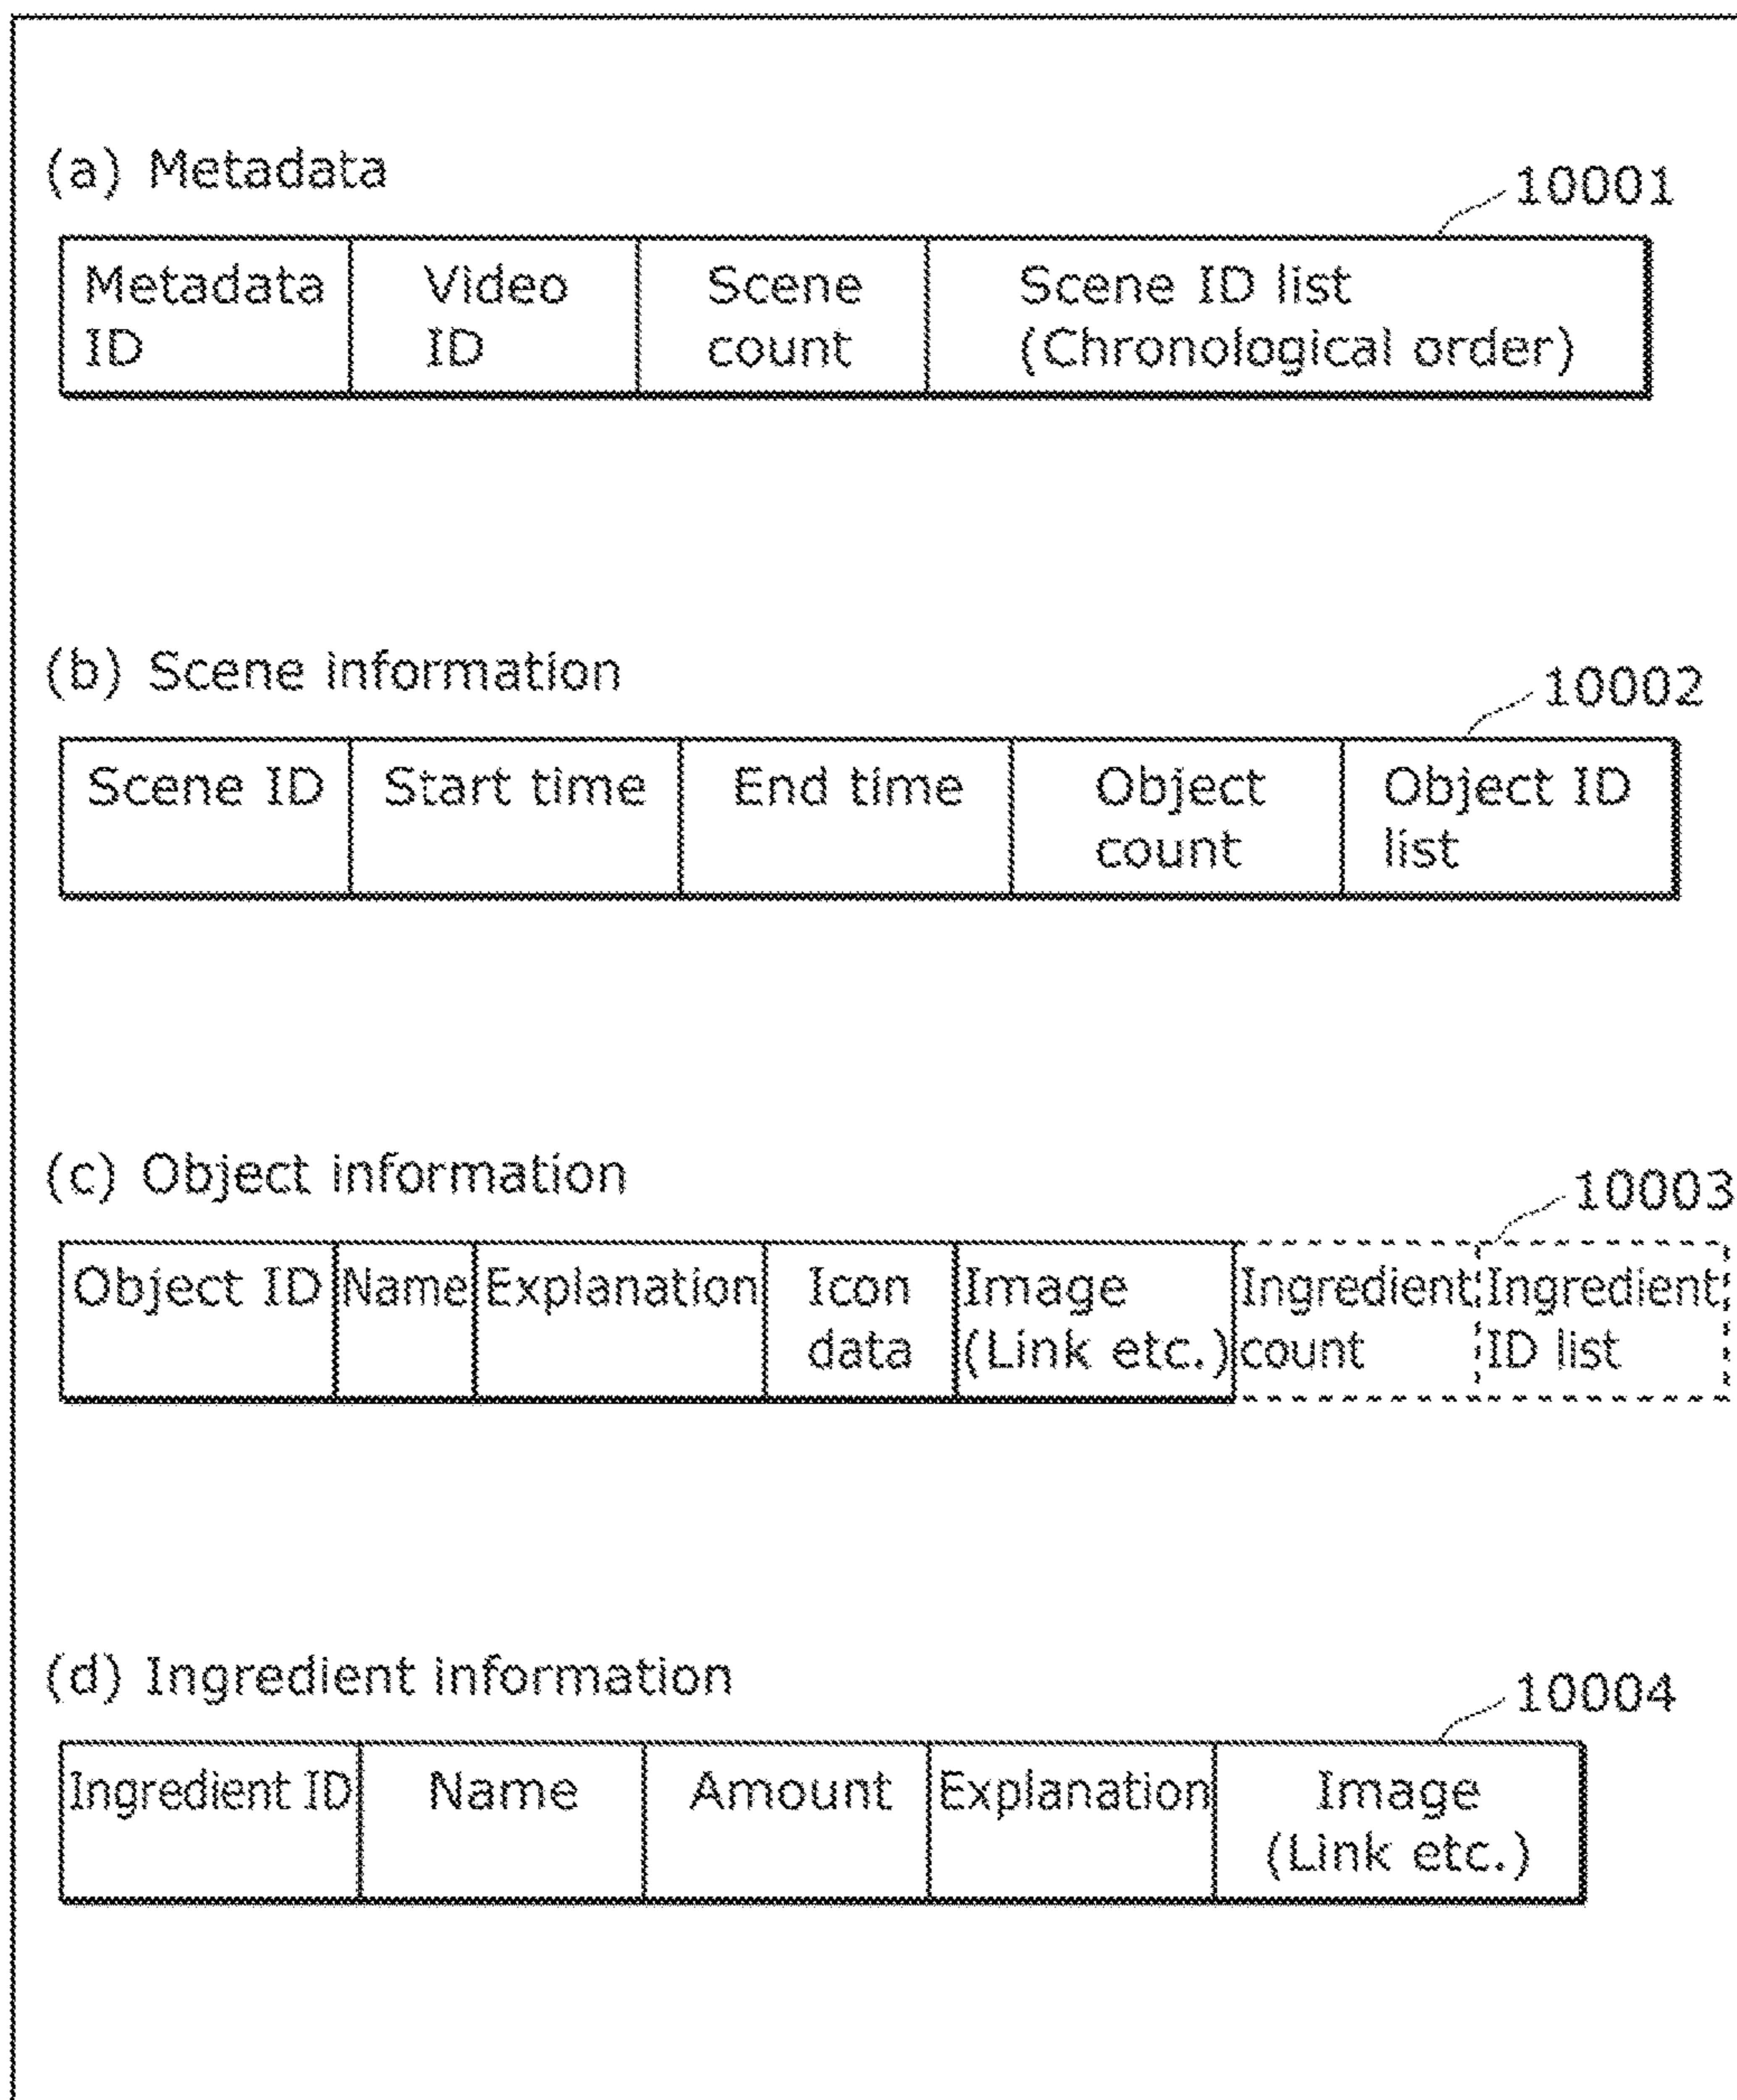 (a) Metadata
10001
Metadata ID
Video ID
Scene count
Scene ID list (Chronological order)
(b) Scene information
10002
Scene ID
Start time
End time
Object count
Object ID list
(c) Object information
10003
Object ID
Name
Explanation
Icon data
Image (Link etc.)
Ingredient count
Ingredient ID list
(d) Ingredient information
10004
Ingredient ID
Name
Amount
Explanation
Image (Link etc.)